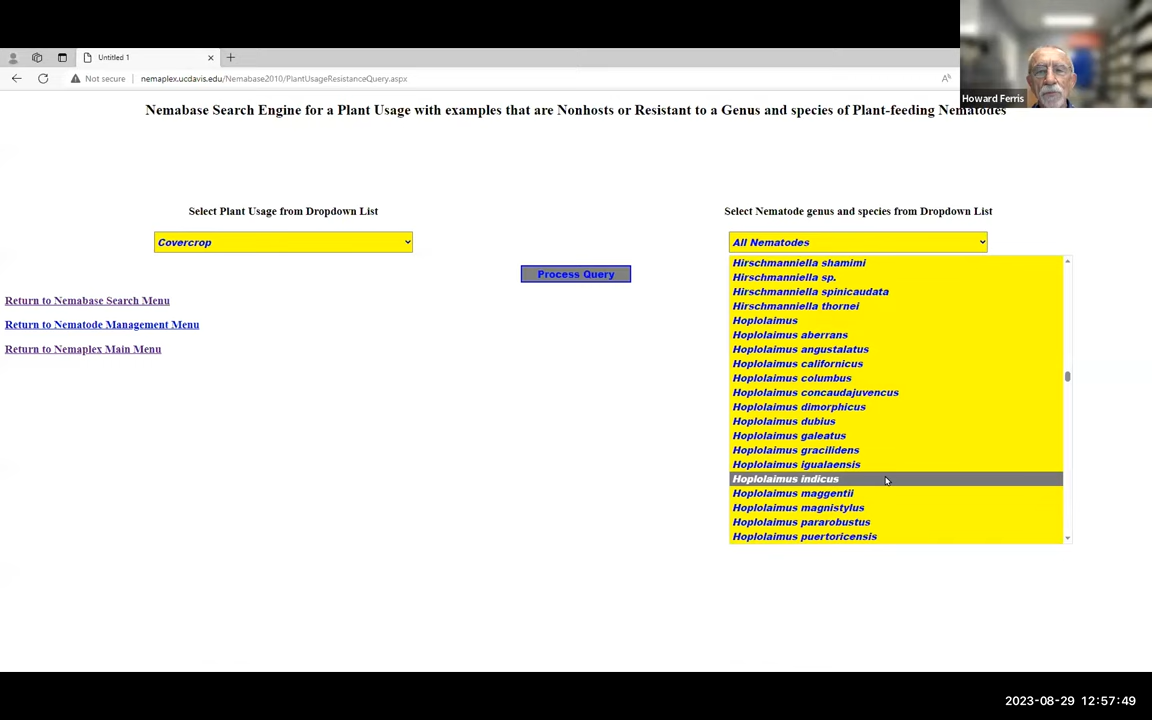 Untitled 1
Not secure
nemaplex.ucdavis.edu/Nemabase2010/PlantUsageResistanceQuery.aspx
Howard Ferris
Nemabase Search Engine for a Plant Usage with examples that are Nonhosts or Resistant to a Genus and species of Plant-feeding Nematodes
Select Plant Usage from Dropdown List
Select Nematode genus and species from Dropdown List
Covercrop
All Nematodes
Process Query
Return to Nemabase Search Menu
Return to Nematode Management Menu
Return to Nemaplex Main Menu
Hirschmanniella shamimi
Hirschmanniella sp.
Hirschmanniella spinicaudata
Hirschmanniella thornei
Hoplolaimus
Hoplolaimus aberrans
Hoplolaimus angustalatus
Hoplolaimus californicus
Hoplolaimus columbus
Hoplolaimus concaudajuvencus
Hoplolaimus dimorphicus
Hoplolaimus dubius
Hoplolaimus galeatus
Hoplolaimus gracilidens
Hoplolaimus igualaensis
Hoplolaimus indicus
Hoplolaimus maggentii
Hoplolaimus magnistylus
Hoplolaimus pararobustus
Hoplolaimus puertoricensis
2023-08-29 12:57:49